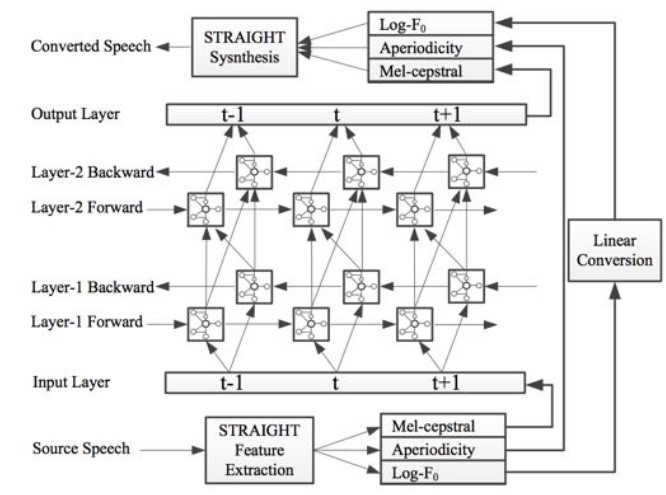 Log-F₀
Converted Speech
STRAIGHT
Sysnthesis
Aperiodicity
Mel-cepstral
Output Layer
t-1 t t+1
Layer-2 Backward
Layer-2 Forward
Linear
Conversion
Layer-1 Backward
Layer-1 Forward
Input Layer
t-1 t t+1
Source Speech
STRAIGHT
Feature
Extraction
Mel-cepstral
Aperiodicity
Log-F₀